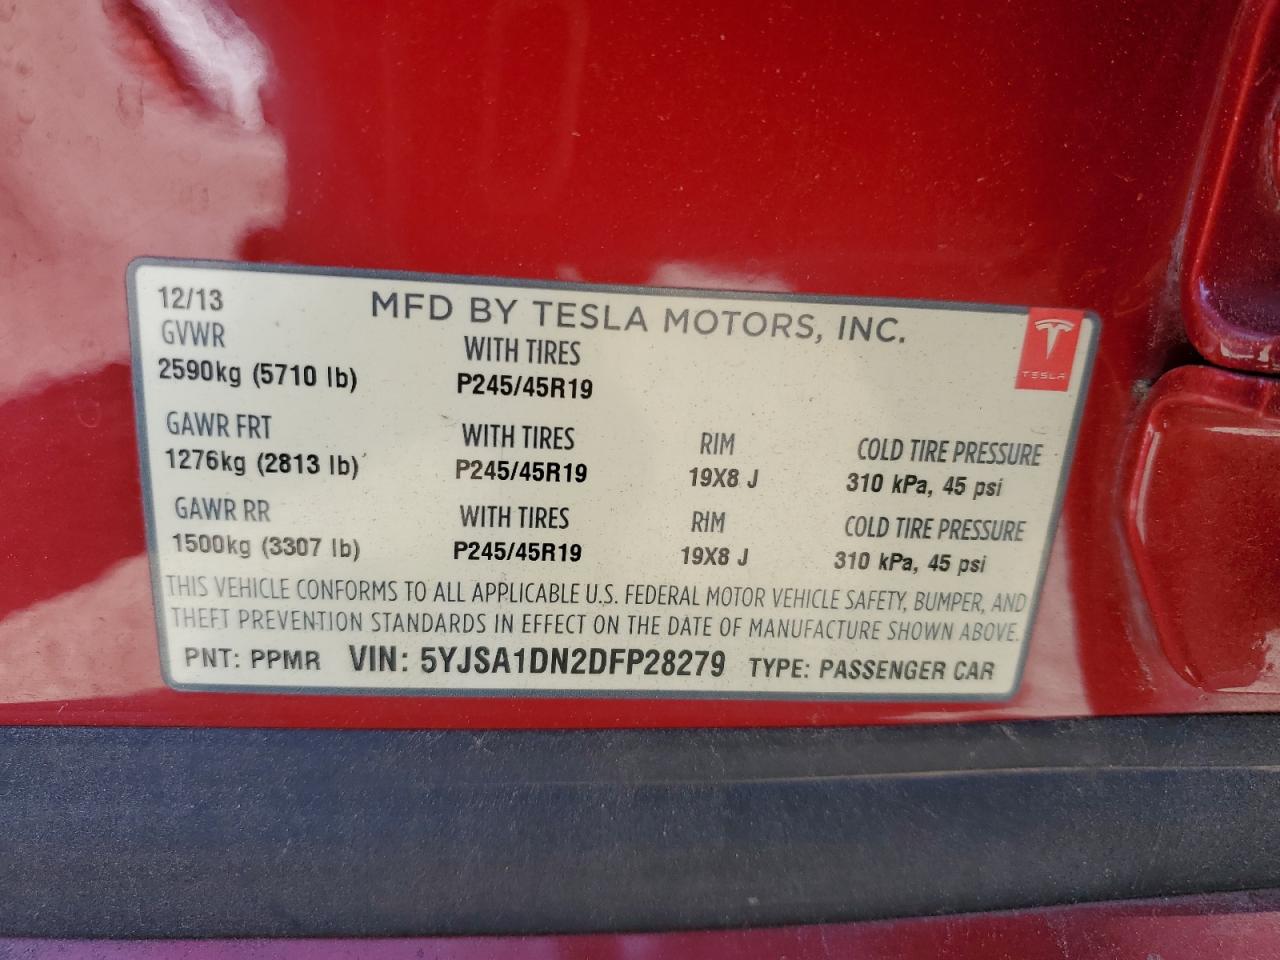 12/13 MFD BY TESLA MOTORS, INC.
TESLA
GVWR WITH TIRES
2590kg (5710 lb) P245/45R19
GAWR FRT WITH TIRES RIM COLD TIRE PRESSURE
1276kg (2813 lb) P245/45R19 19X8 J 310 kPa, 45 psi
GAWR RR WITH TIRES RIM COLD TIRE PRESSURE
1500kg (3307 lb) P245/45R19 19X8 J 310 kPa, 45 psi
THIS VEHICLE CONFORMS TO ALL APPLICABLE U.S. FEDERAL MOTOR VEHICLE SAFETY, BUMPER, AND
THEFT PREVENTION STANDARDS IN EFFECT ON THE DATE OF MANUFACTURE SHOWN ABOVE.
PNT: PPMR VIN: 5YJSA1DN2DFP28279 TYPE: PASSENGER CAR